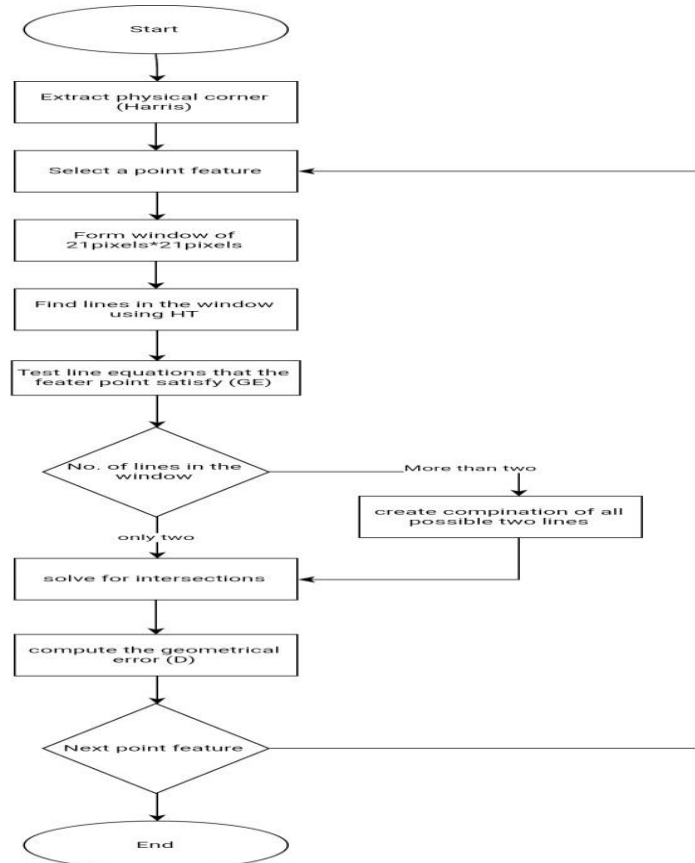 Start
Extract physical corner
(Harris)
Select a point feature
Form window of
21pixels*21pixels
Find lines in the window
using HT
Test line equations that the
feater point satisfy (GE)
No. of lines in the
window
More than two
create compination of all
possible two lines
only two
solve for intersections
compute the geometrical
error (D)
Next point feature
End